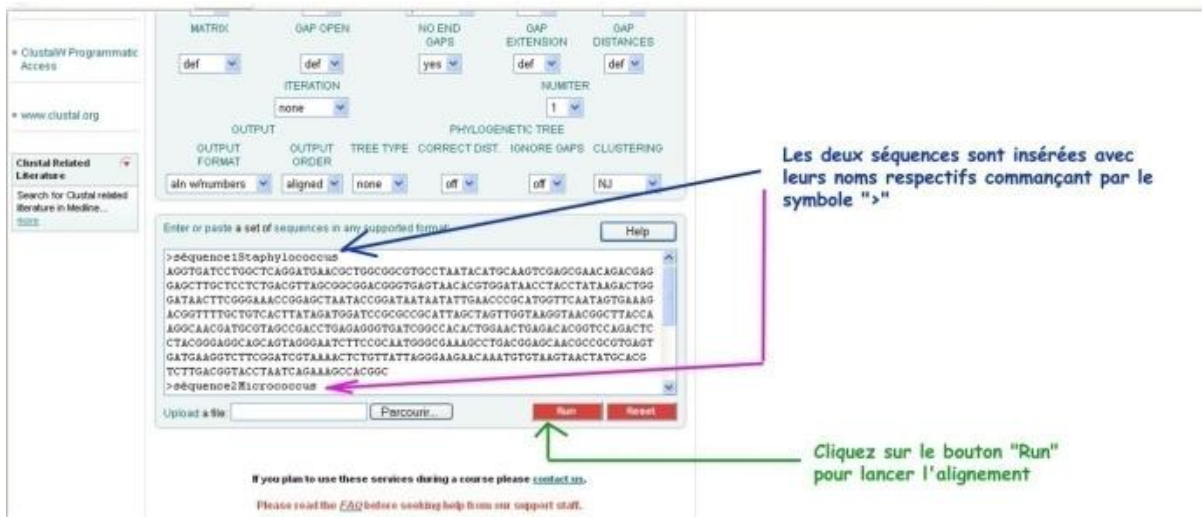 MATRIX GAP OPEN NO END GAPS GAP EXTENSION GAP DISTANCES
• ClustalW Programmatic Access
def def yes def def
ITERATION NUMITER
none 1
• www.clustal.org
OUTPUT PHYLOGENETIC TREE
OUTPUT FORMAT OUTPUT ORDER TREE TYPE CORRECT DIST. IGNORE GAPS CLUSTERING
aln w/numbers aligned none off off NJ
Clustal Related Literature
Search for Clustal related literature in Medline...
more
Les deux séquences sont insérées avec
leurs noms respectifs commançant par le
symbole ">"
Enter or paste a set of sequences in any supported format:
Help
>séquence1Staphylococcus
AGGTGATCCTGGCTCAGGATGAACGCTGGCGGCGTGCCTAATACATGCAAGTCGAGCGAACAGACGAG
GAGCTTGCTCCTCTGACGTTAGCGGCGGACGGGTGAGTAACACGTGGATAACCTACCTATAAGACTGG
GATAACTTCGGGAAACCGGAGCTAATACCGGATAATAATATTGAACCCGCATGGTTCAATAGTGAAAG
ACGGTTTTGCTGTCACTTATAGATGGATCCGCGCCGCATTAGCTAGTTGGTAAGGTAACGGCTTACCA
AGGCAACGATGCGTAGCCGACCTGAGAGGGTGATCGGCCACACTGGAACTGAGACACGGTCCAGACTC
CTACGGGAGGCAGCAGTAGGGAATCTTCCGCAATGGGCGAAAGCCTGACGGAGCAACGCCGCGTGAGT
GATGAAGGTCTTCGGATCGTAAAACTCTGTTATTAGGGAAGAACAAATGTGTAAGTAACTATGCACG
TCTTGACGGTACCTAATCAGAAAGCCACGGC
>séquence2Micrococcus
Upload a file: Parcourir... Run Reset
Cliquez sur le bouton "Run"
pour lancer l'alignement
If you plan to use these services during a course please contact us.
Please read the FAQ before seeking help from our support staff.